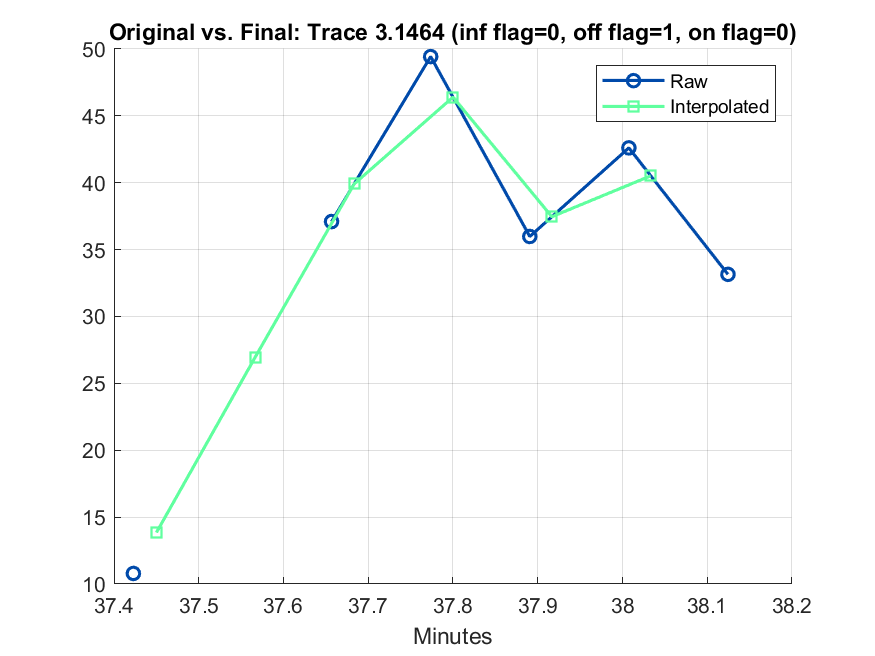 Original vs. Final: Trace 3.1464 (inf flag=0, off flag=1, on flag=0)
50
45
40
35
30
25
20
15
10
Raw
Interpolated
37.4 37.5 37.6 37.7 37.8 37.9 38 38.1 38.2
Minutes